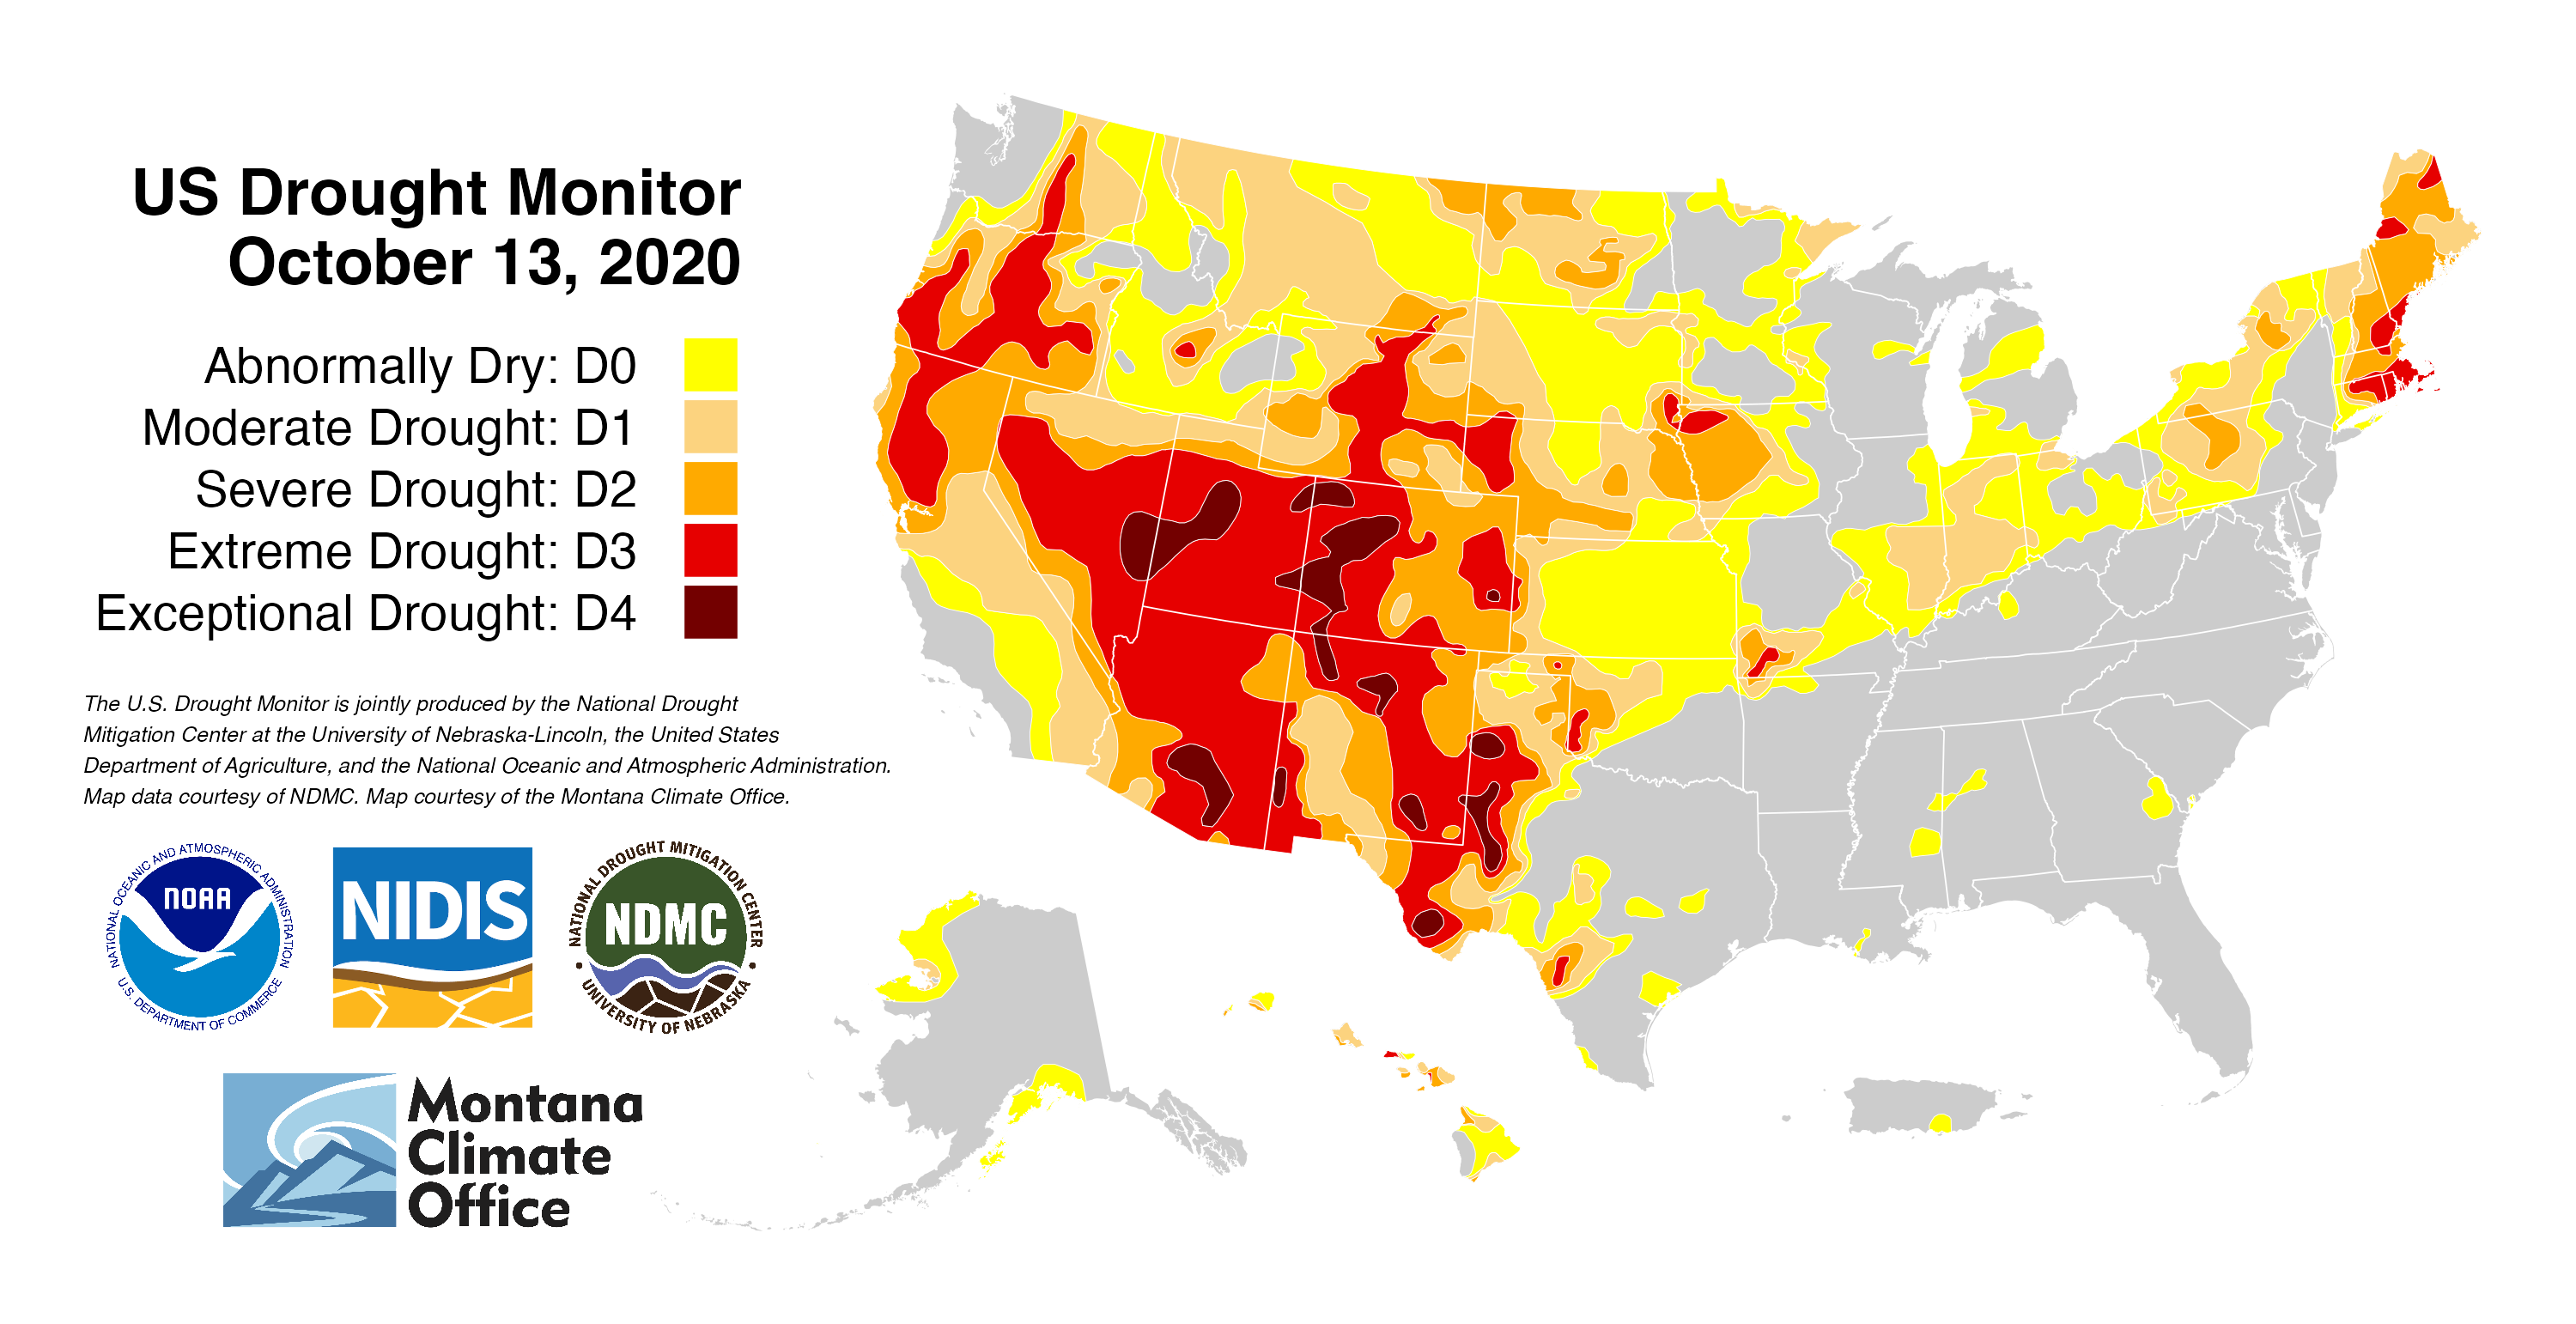 US Drought Monitor
October 13, 2020
Abnormally Dry: D0
Moderate Drought: D1
Severe Drought: D2
Extreme Drought: D3
Exceptional Drought: D4
The U.S. Drought Monitor is jointly produced by the National Drought
Mitigation Center at the University of Nebraska-Lincoln, the United States
Department of Agriculture, and the National Oceanic and Atmospheric Administration.
Map data courtesy of NDMC. Map courtesy of the Montana Climate Office.
NATIONAL OCEANIC AND ATMOSPHERIC ADMINISTRATION
NOAA
U.S. DEPARTMENT OF COMMERCE
NIDIS
NATIONAL DROUGHT MITIGATION CENTER
NDMC
UNIVERSITY OF NEBRASKA
Montana
Climate
Office